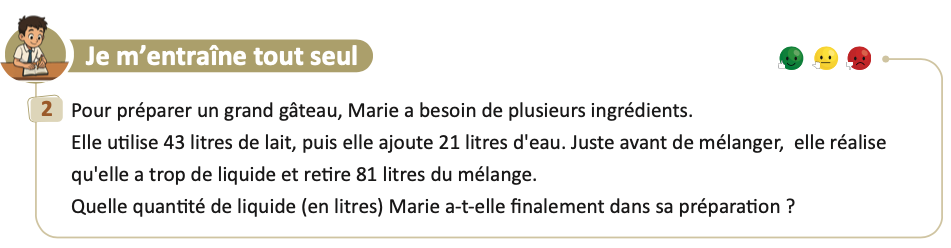 Je m’entraîne tout seul
2 Pour préparer un grand gâteau, Marie a besoin de plusieurs ingrédients.
Elle utilise 43 litres de lait, puis elle ajoute 21 litres d'eau. Juste avant de mélanger, elle réalise
qu'elle a trop de liquide et retire 81 litres du mélange.
Quelle quantité de liquide (en litres) Marie a-t-elle finalement dans sa préparation ?